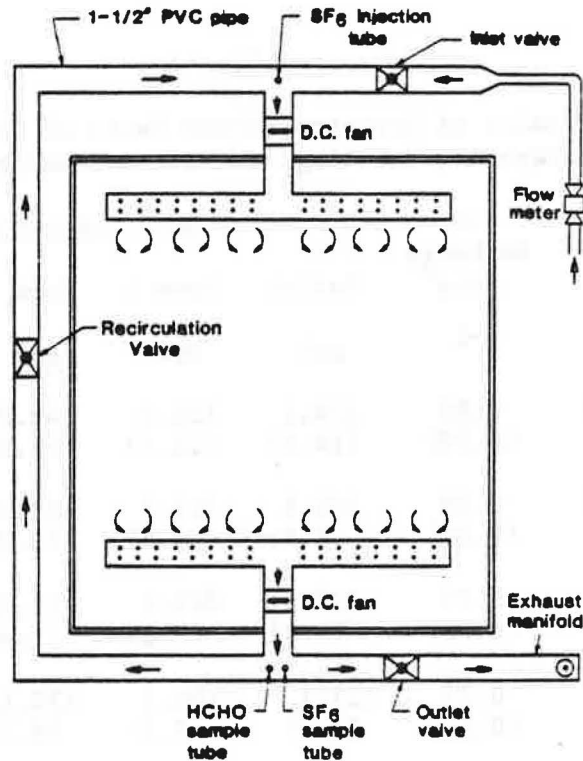 1-1/2" PVC pipe
SF6 Injection
tube
Inlet valve
D.C. fan
Flow
meter
Recirculation
Valve
D.C. fan
Exhaust
manifold
HCHO
sample
tube
SF6
sample
tube
Outlet
valve